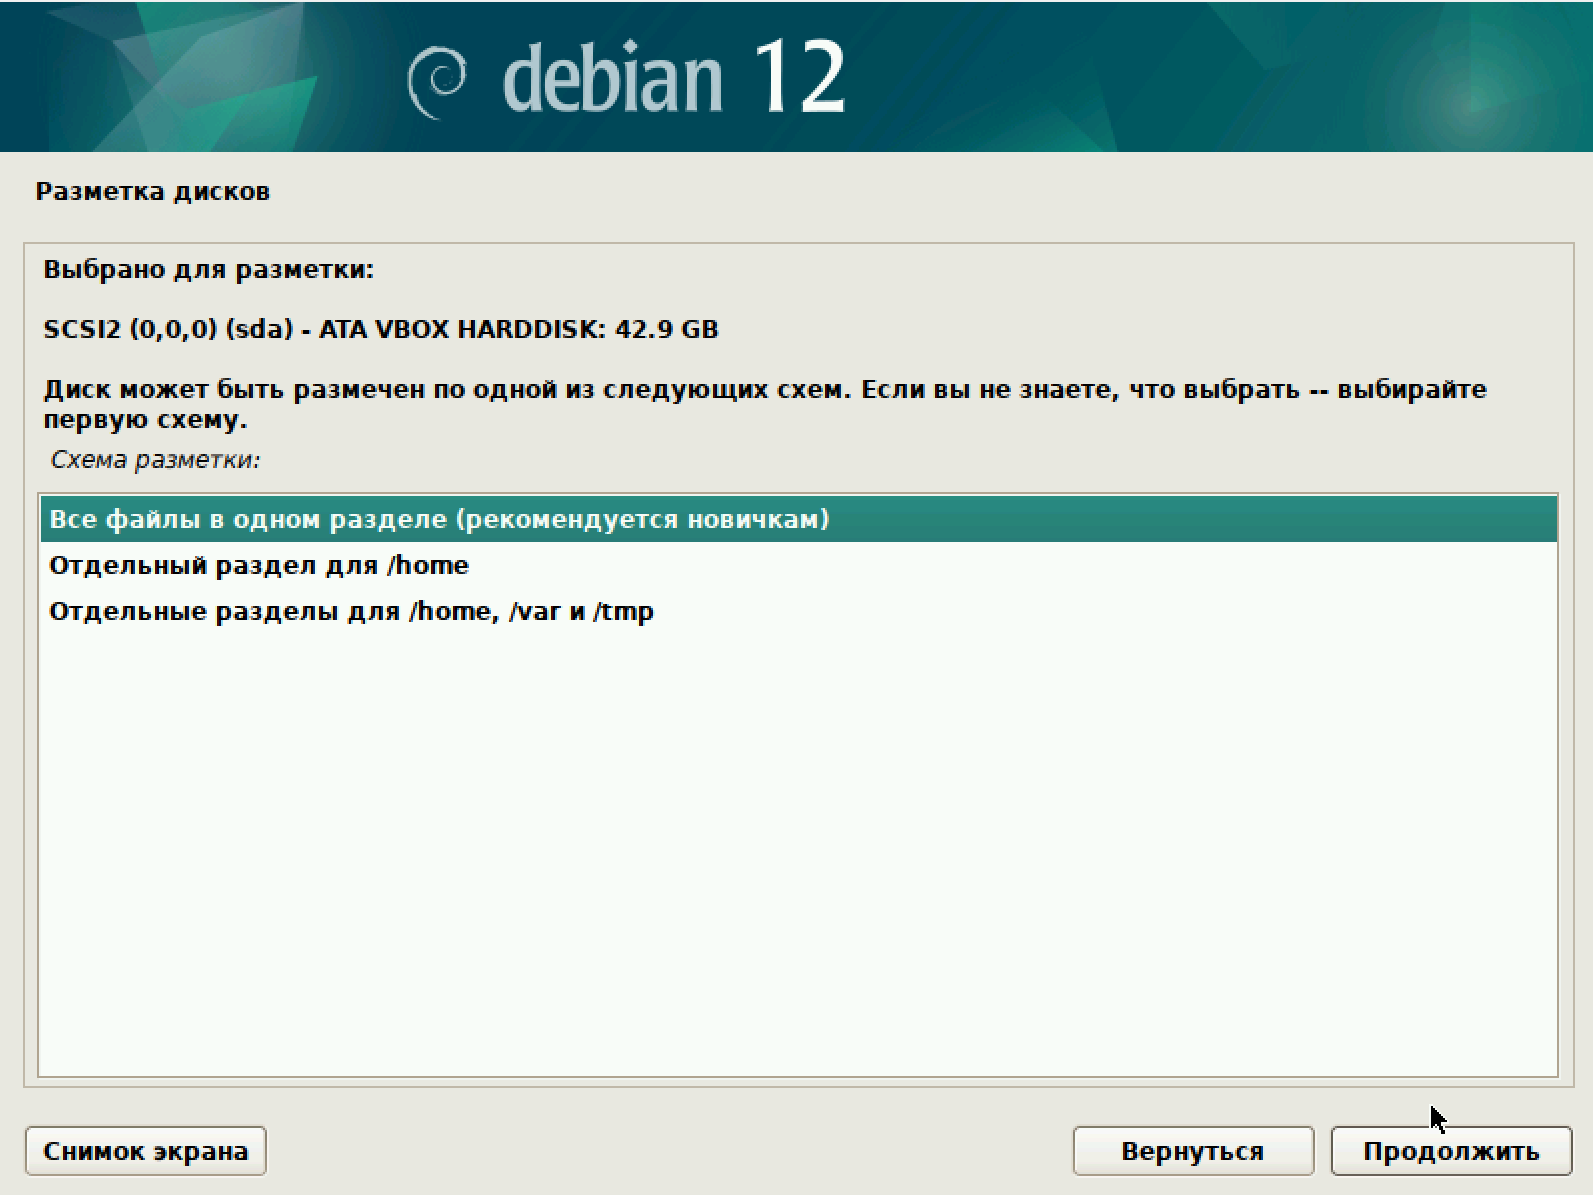 debian 12
Разметка дисков
Выбрано для разметки:
SCSI2 (0,0,0) (sda) - ATA VBOX HARDDISK: 42.9 GB
Диск может быть размечен по одной из следующих схем. Если вы не знаете, что выбрать -- выбирайте
первую схему.
Схема разметки:
Все файлы в одном разделе (рекомендуется новичкам)
Отдельный раздел для /home
Отдельные разделы для /home, /var и /tmp
Снимок экрана
Вернуться
Продолжить